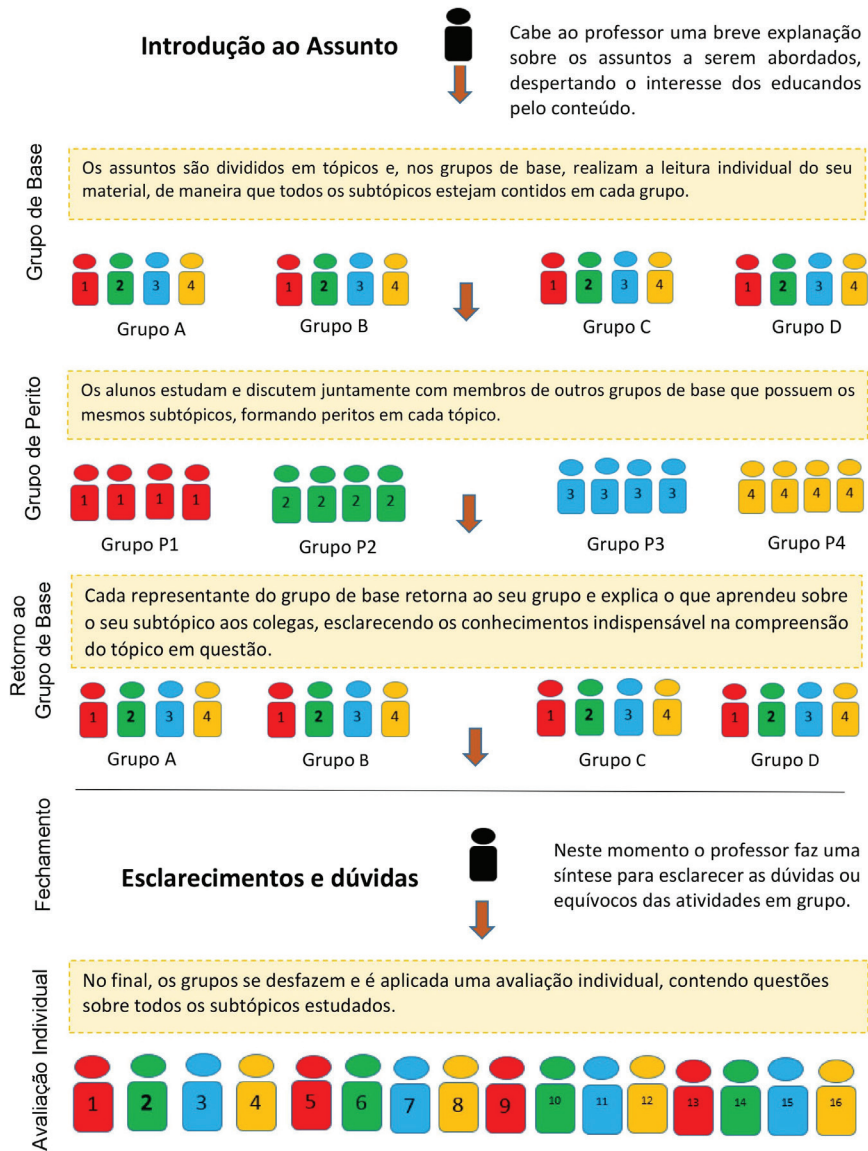 Introdução ao Assunto
Cabe ao professor uma breve explanação
sobre os assuntos a serem abordados,
despertando o interesse dos educandos
pelo conteúdo.
Grupo de Base
Os assuntos são divididos em tópicos e, nos grupos de base, realizam a leitura individual do seu
material, de maneira que todos os subtópicos estejam contidos em cada grupo.
1 2 3 4 1 2 3 4 1 2 3 4 1 2 3 4
Grupo A Grupo B Grupo C Grupo D
Grupo de Perito
Os alunos estudam e discutem juntamente com membros de outros grupos de base que possuem os
mesmos subtópicos, formando peritos em cada tópico.
1 1 1 1 2 2 2 2 3 3 3 3 4 4 4 4
Grupo P1 Grupo P2 Grupo P3 Grupo P4
Retorno ao
Grupo de Base
Cada representante do grupo de base retorna ao seu grupo e explica o que aprendeu sobre
o seu subtópico aos colegas, esclarecendo os conhecimentos indispensável na compreensão
do tópico em questão.
1 2 3 4 1 2 3 4 1 2 3 4 1 2 3 4
Grupo A Grupo B Grupo C Grupo D
Fechamento
Esclarecimentos e dúvidas
Neste momento o professor faz uma
síntese para esclarecer as dúvidas ou
equívocos das atividades em grupo.
Avaliação Individual
No final, os grupos se desfazem e é aplicada uma avaliação individual, contendo questões
sobre todos os subtópicos estudados.
1 2 3 4 5 6 7 8 9 10 11 12 13 14 15 16